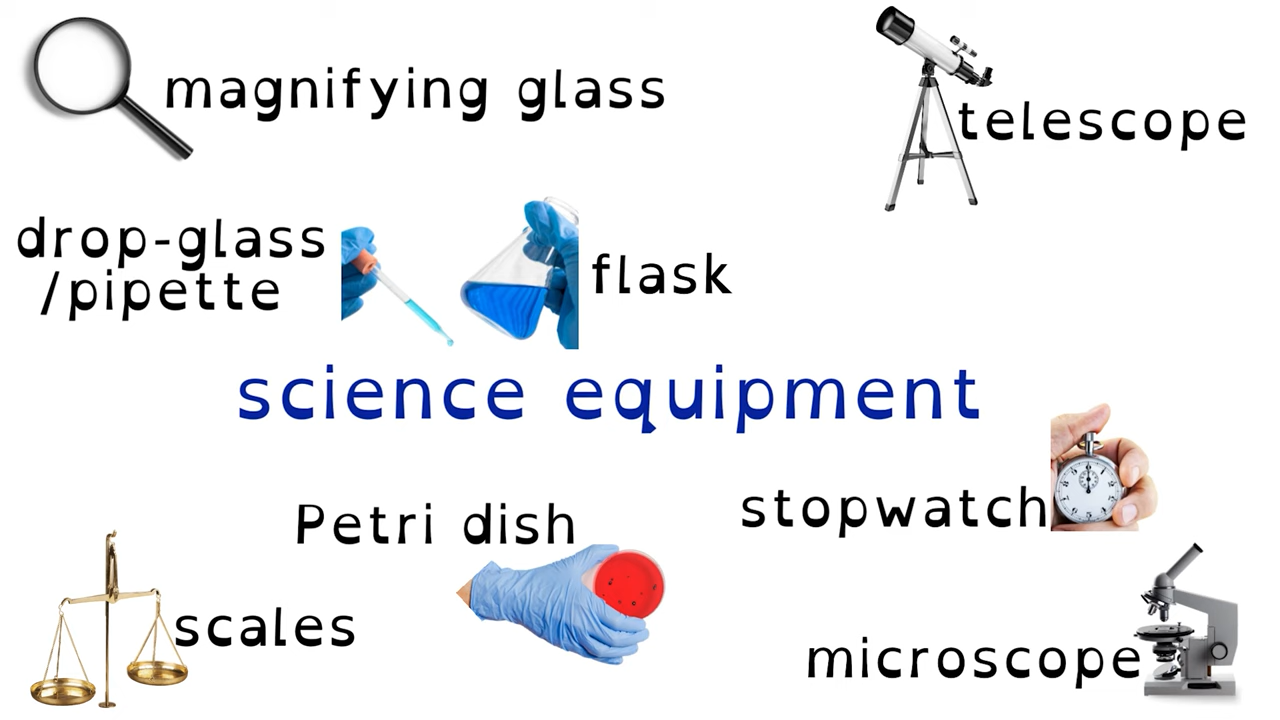 magnifying glass
telescope
drop-glass
/pipette
flask
science equipment
Petri dish
stopwatch
scales
microscope